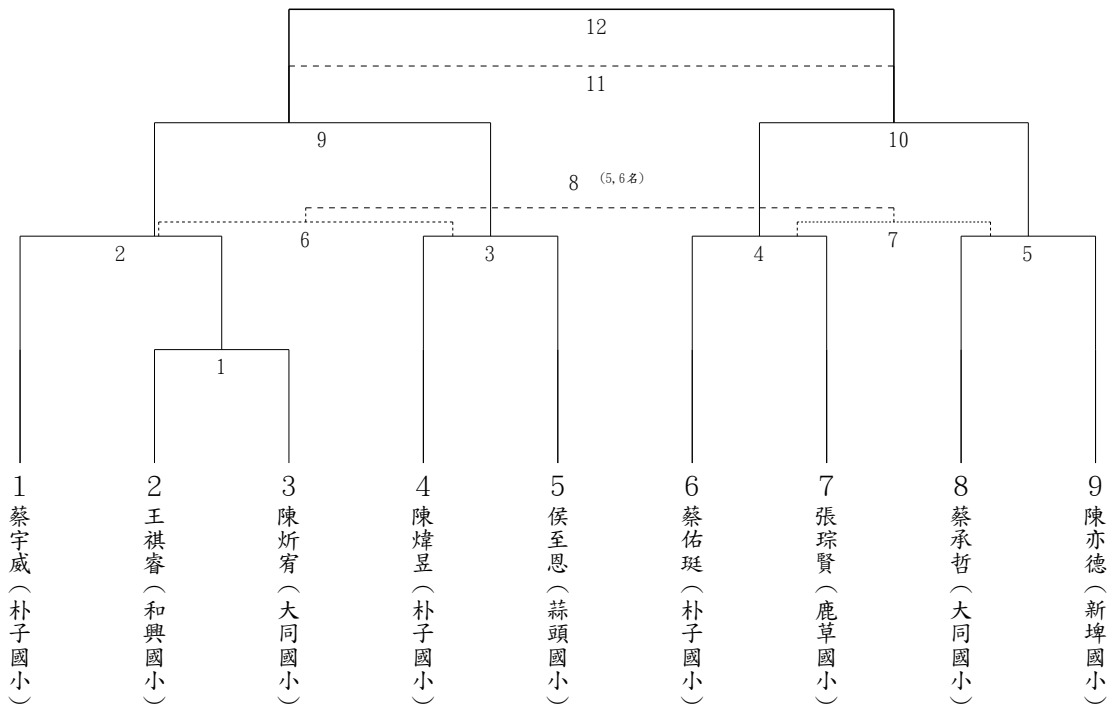 12
11
9
10
8 (5,6名)
6
7
2
3
4
5
1
1 蔡宇威(朴子國小)
2 王祺睿(和興國小)
3 陳炘宥(大同國小)
4 陳煒昱(朴子國小)
5 侯至恩(蒜頭國小)
6 蔡佑珽(朴子國小)
7 張琮賢(鹿草國小)
8 蔡承哲(大同國小)
9 陳亦德(新埤國小)